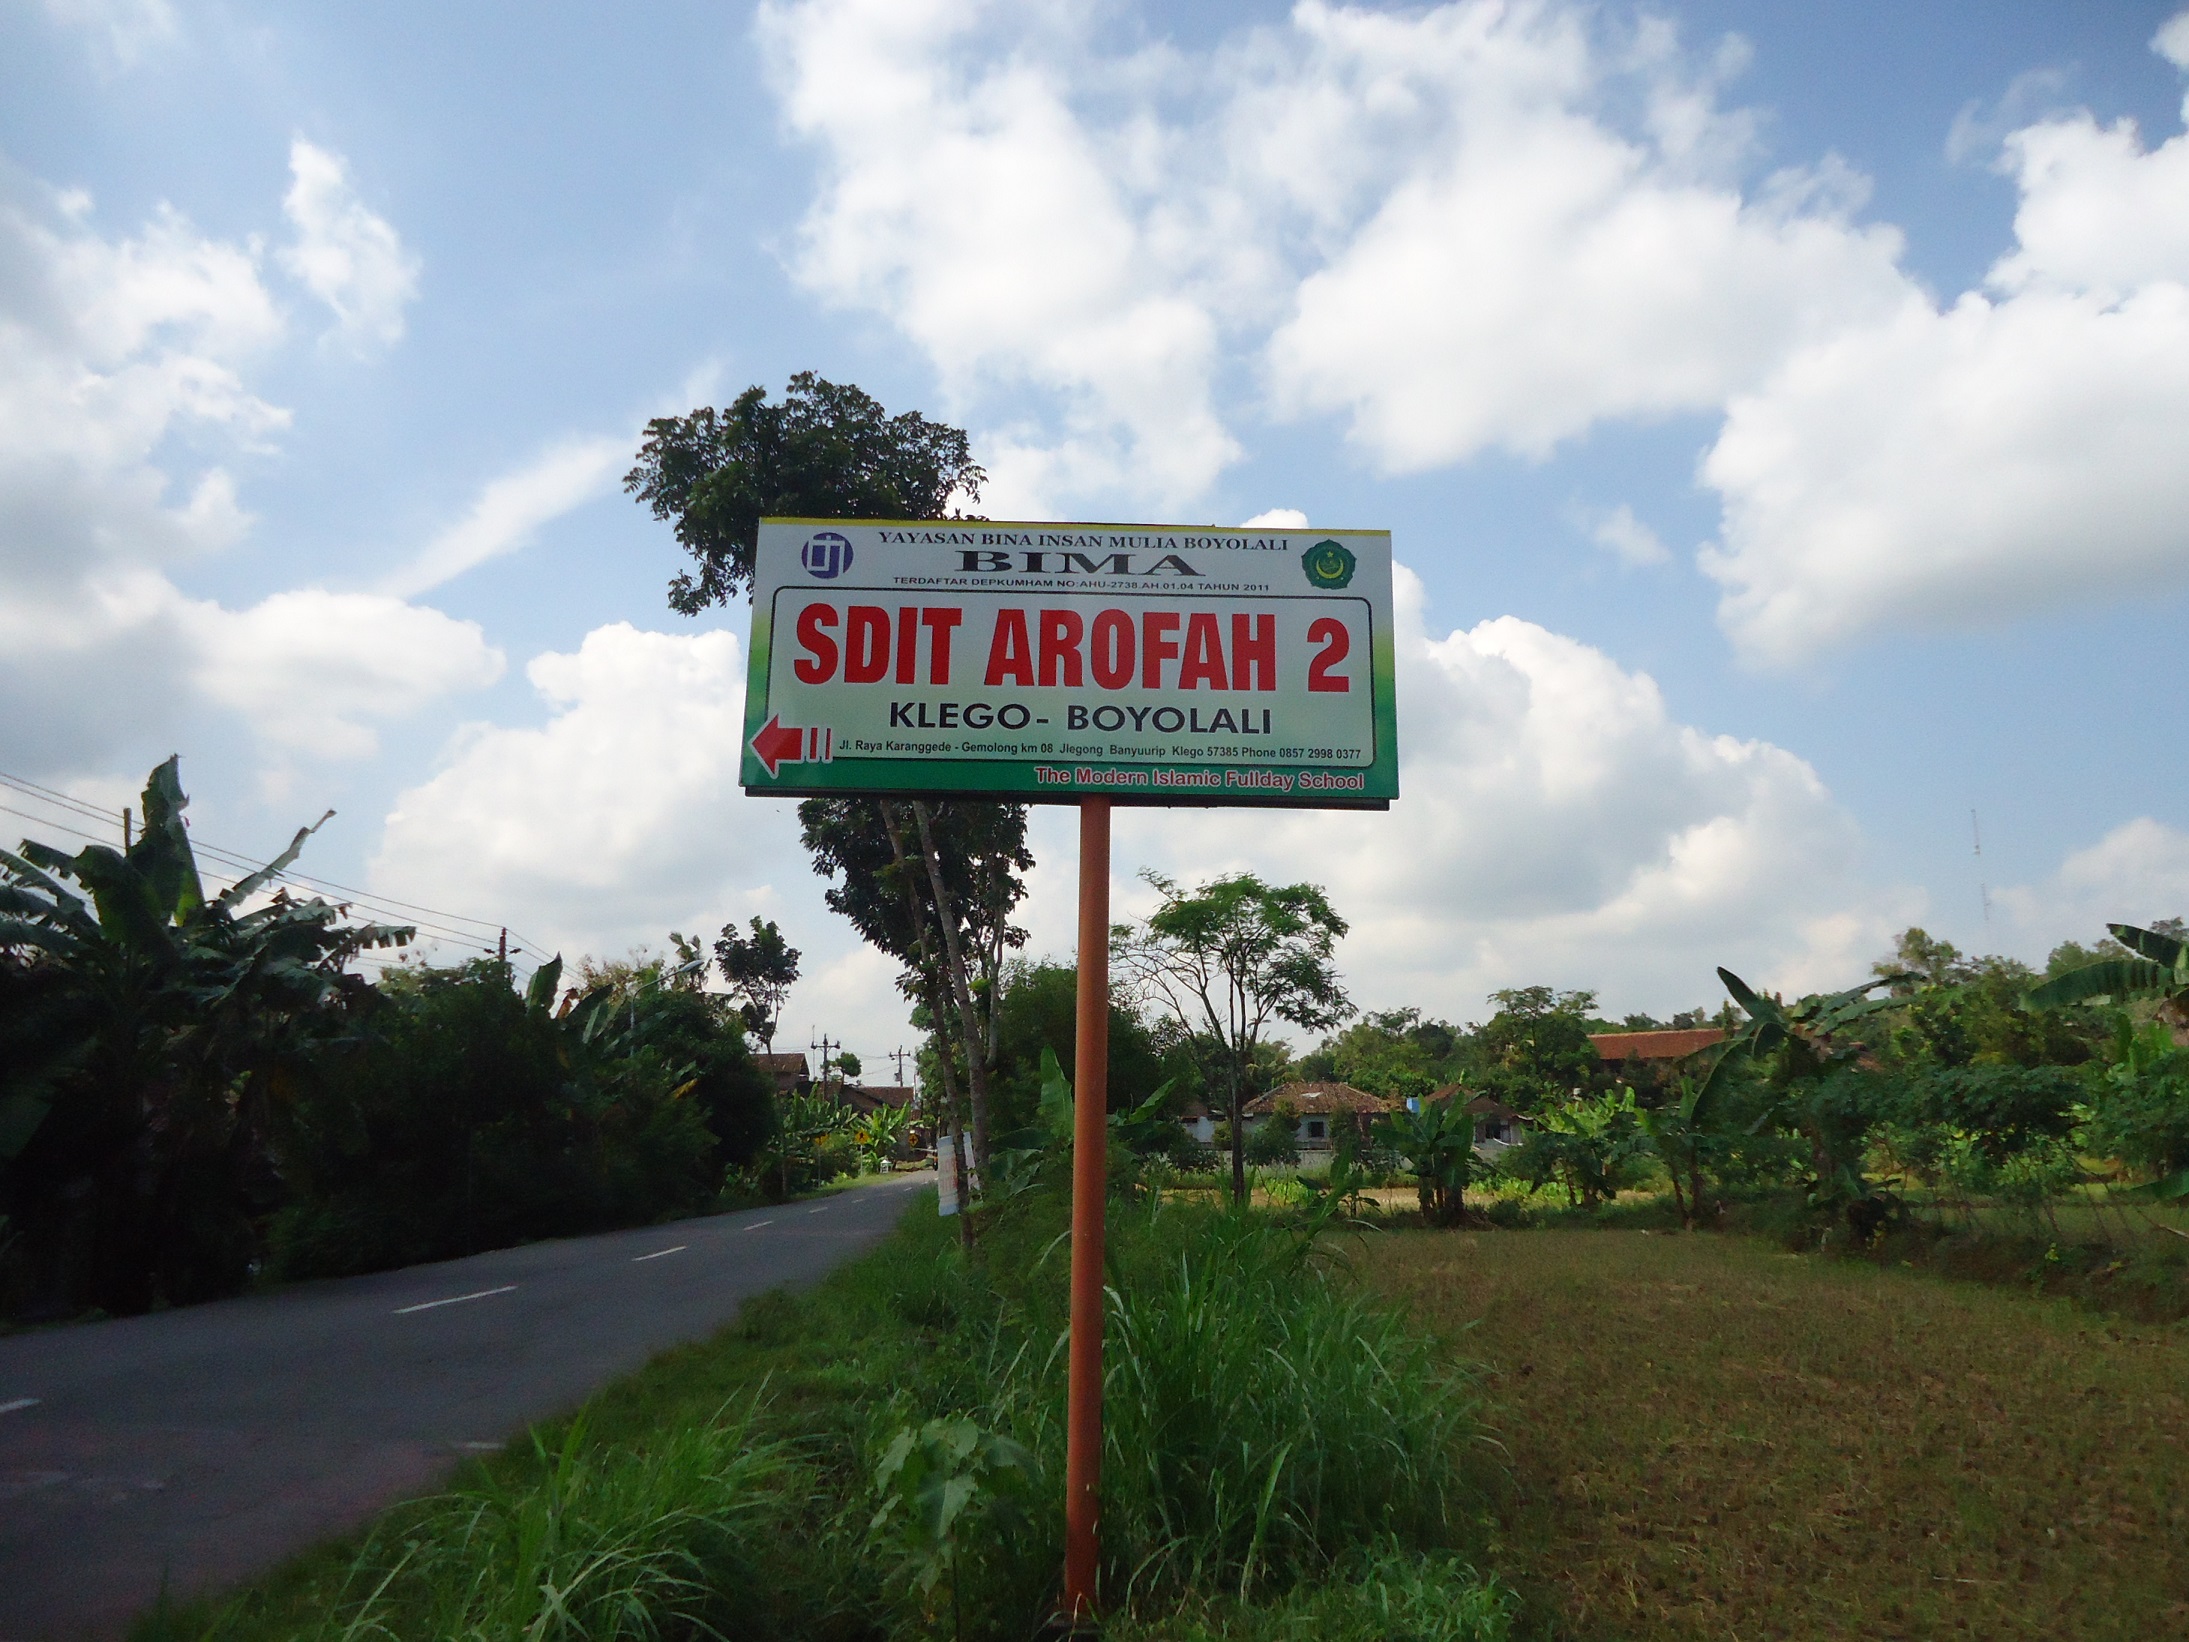 YAYASAN BINA INSAN MULIA BOYOLALI
BIMA
TERDAFTAR DEPKUMHAM NO:AHU-2738.AH.01.04 TAHUN 2011
SDIT AROFAH 2
KLEGO- BOYOLALI
Jl. Raya Karanggede - Gemolong km 08 Jlegong Banyuurip Klego 57385 Phone 0857 2998 0377
The Modern Islamic Fullday School